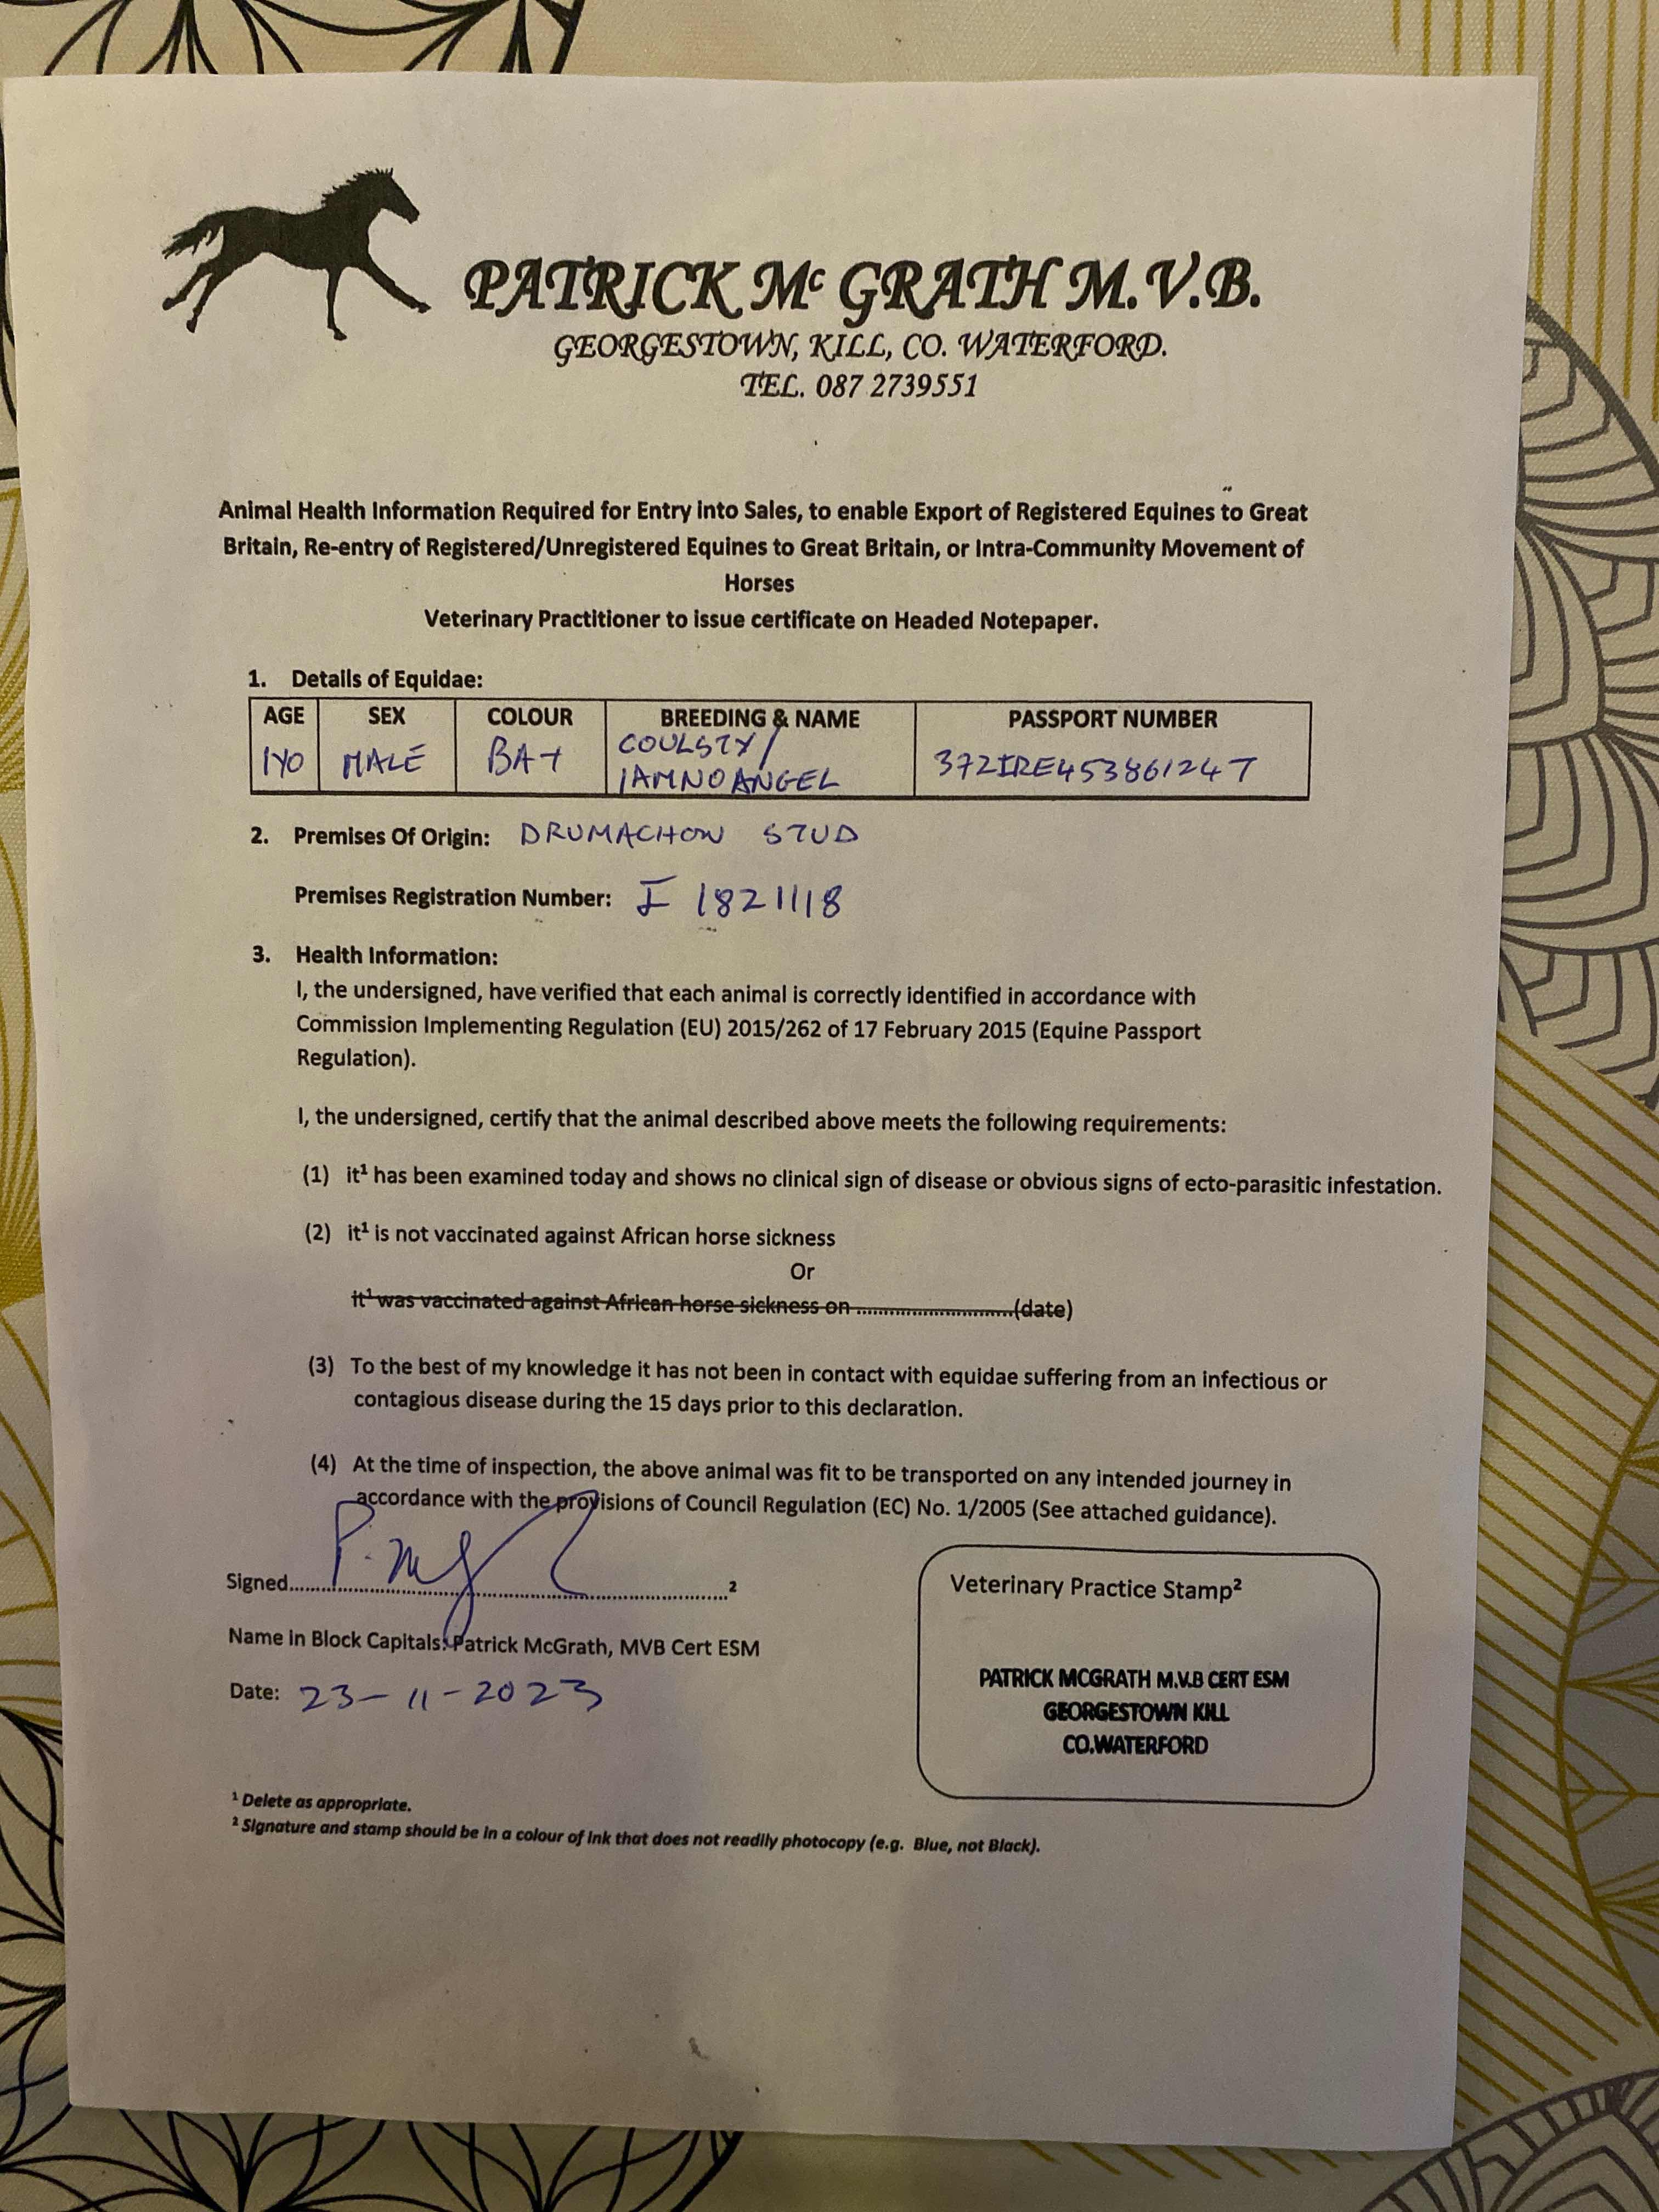 PATRICK Mc GRATH M.V.B.
GEORGESTOWN, KILL, CO. WATERFORD.
TEL. 087 2739551
Animal Health Information Required for Entry into Sales, to enable Export of Registered Equines to Great
Britain, Re-entry of Registered/Unregistered Equines to Great Britain, or Intra-Community Movement of
Horses
Veterinary Practitioner to issue certificate on Headed Notepaper.
1. Details of Equidae:
AGE SEX COLOUR BREEDING & NAME PASSPORT NUMBER
1YO MALE BAY COULSTY / IAMNOANGEL 372IRE45386124T
2. Premises Of Origin: DRUMACHON STUD
Premises Registration Number: I 1821118
3. Health Information:
I, the undersigned, have verified that each animal is correctly identified in accordance with
Commission Implementing Regulation (EU) 2015/262 of 17 February 2015 (Equine Passport
Regulation).
I, the undersigned, certify that the animal described above meets the following requirements:
(1) it¹ has been examined today and shows no clinical sign of disease or obvious signs of ecto-parasitic infestation.
(2) it¹ is not vaccinated against African horse sickness
Or
it¹ was vaccinated against African horse sickness on ..............................(date)
(3) To the best of my knowledge it has not been in contact with equidae suffering from an infectious or
contagious disease during the 15 days prior to this declaration.
(4) At the time of inspection, the above animal was fit to be transported on any intended journey in
accordance with the provisions of Council Regulation (EC) No. 1/2005 (See attached guidance).
Signed..............................²
Name in Block Capitals: Patrick McGrath, MVB Cert ESM
Date: 23-11-2023
Veterinary Practice Stamp²
PATRICK MCGRATH M.V.B CERT ESM
GEORGESTOWN KILL
CO.WATERFORD
¹ Delete as appropriate.
² Signature and stamp should be in a colour of ink that does not readily photocopy (e.g. Blue, not Black).